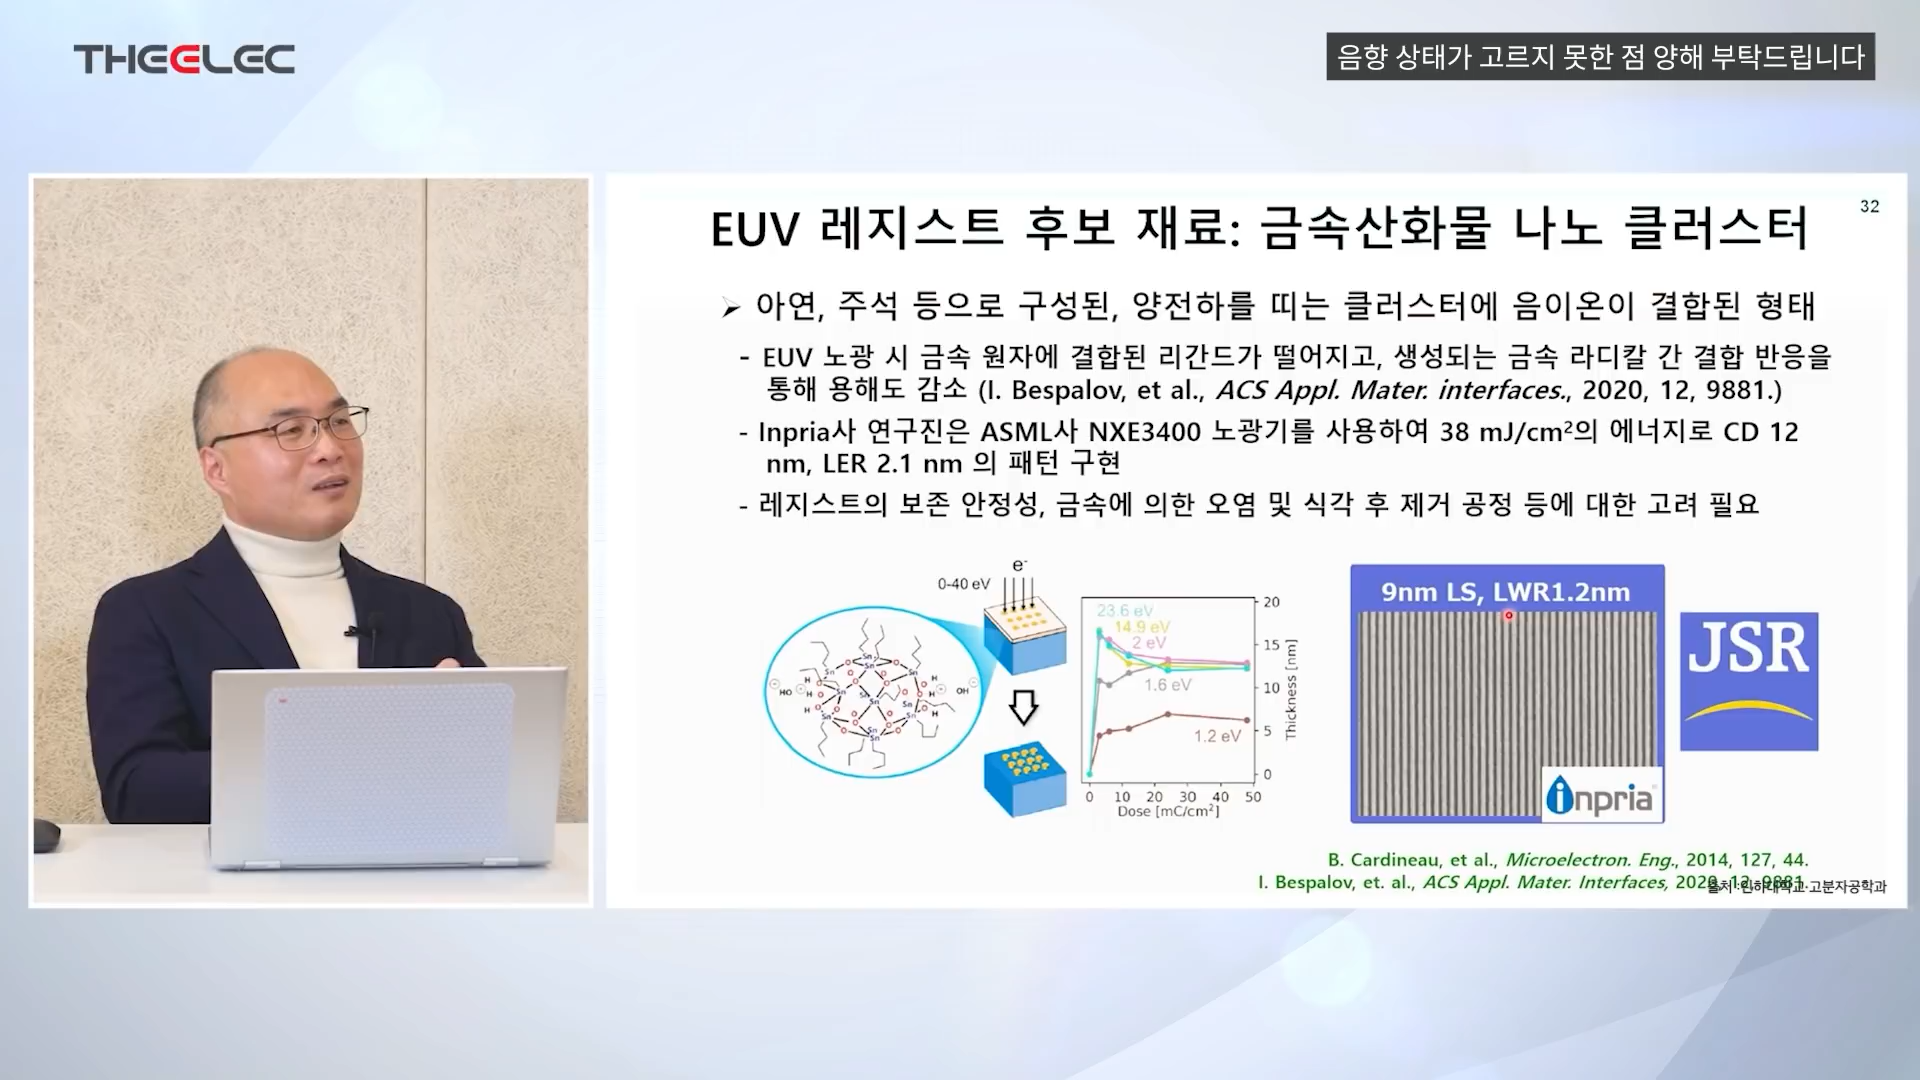 THEELEC
음향 상태가 고르지 못한 점 양해 부탁드립니다
32
EUV 레지스트 후보 재료: 금속산화물 나노 클러스터
➢ 아연, 주석 등으로 구성된, 양전하를 띠는 클러스터에 음이온이 결합된 형태
- EUV 노광 시 금속 원자에 결합된 리간드가 떨어지고, 생성되는 금속 라디칼 간 결합 반응을
통해 용해도 감소 (I. Bespalov, et al., ACS Appl. Mater. interfaces., 2020, 12, 9881.)
- Inpria사 연구진은 ASML사 NXE3400 노광기를 사용하여 38 mJ/cm²의 에너지로 CD 12
nm, LER 2.1 nm 의 패턴 구현
- 레지스트의 보존 안정성, 금속에 의한 오염 및 식각 후 제거 공정 등에 대한 고려 필요
e-
0-40 eV
23.6 eV
14.9 eV
2 eV
1.6 eV
1.2 eV
20
15
10
5
0
Thickness [nm]
0 10 20 30 40 50
Dose [mC/cm²]
9nm LS, LWR1.2nm
inpria
JSR
B. Cardineau, et al., Microelectron. Eng., 2014, 127, 44.
I. Bespalov, et. al., ACS Appl. Mater. Interfaces, 2020, 12, 9881.
출처 :인하대학교 고분자공학과